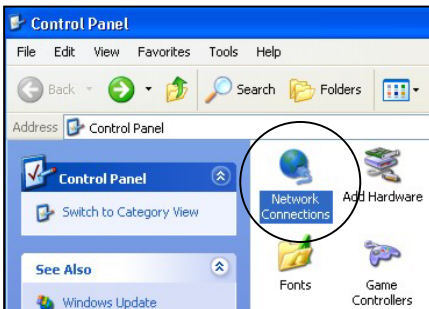 Control Panel
File Edit View Favorites Tools Help
Back Search Folders
Address Control Panel
Control Panel
Switch to Category View
See Also
Windows Update
Network
Connections
Add Hardware
Fonts
Game
Controllers